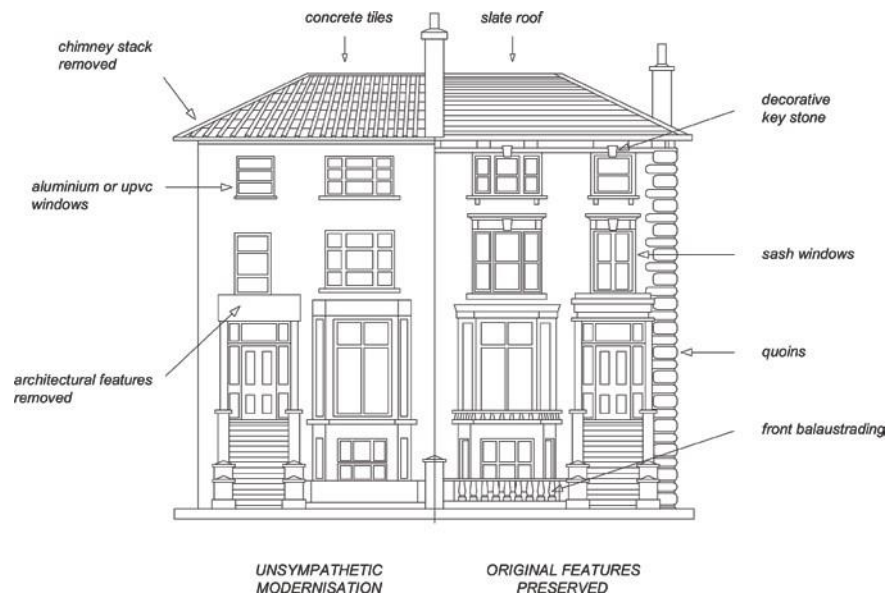 concrete tiles
slate roof
chimney stack
removed
decorative
key stone
aluminium or upvc
windows
sash windows
quoins
architectural features
removed
front balaustrading
UNSYMPATHETIC
MODERNISATION
ORIGINAL FEATURES
PRESERVED